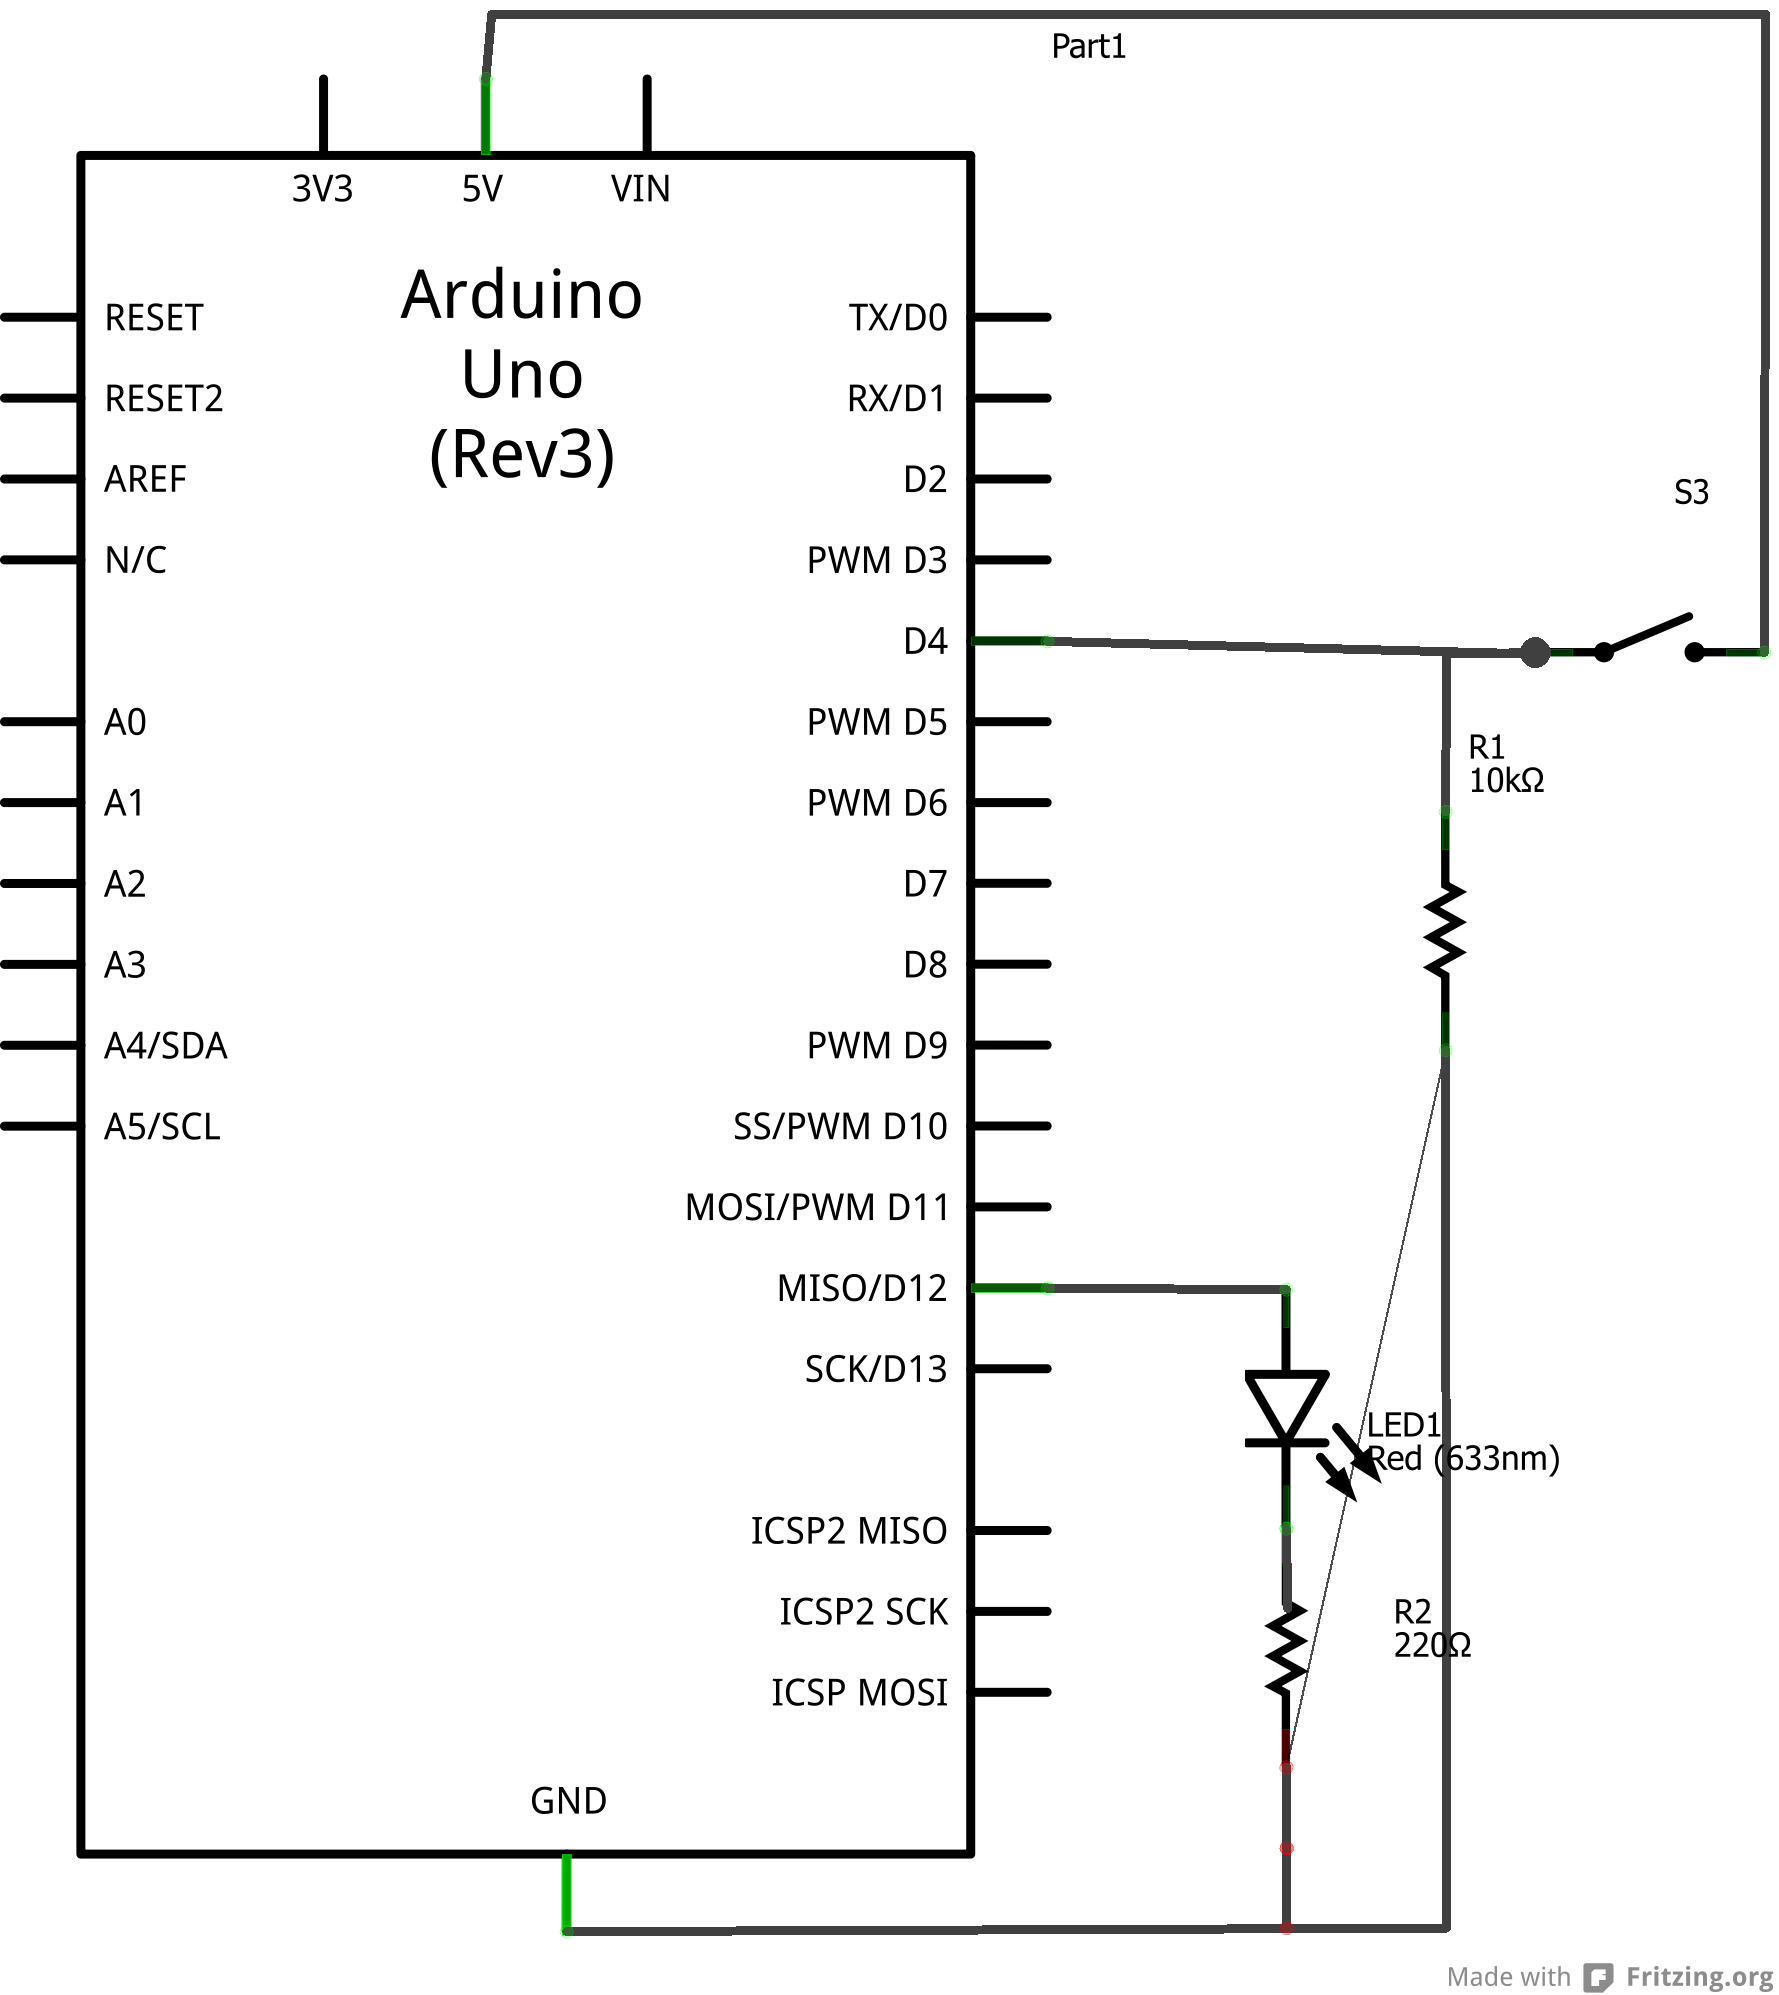 Part1
3V3
5V
VIN
Arduino
Uno
(Rev3)
RESET
RESET2
AREF
N/C
A0
A1
A2
A3
A4/SDA
A5/SCL
TX/D0
RX/D1
D2
PWM D3
D4
PWM D5
PWM D6
D7
D8
PWM D9
SS/PWM D10
MOSI/PWM D11
MISO/D12
SCK/D13
ICSP2 MISO
ICSP2 SCK
ICSP MOSI
GND
S3
R1
10kΩ
LED1
Red (633nm)
R2
220Ω
Made with Fritzing.org